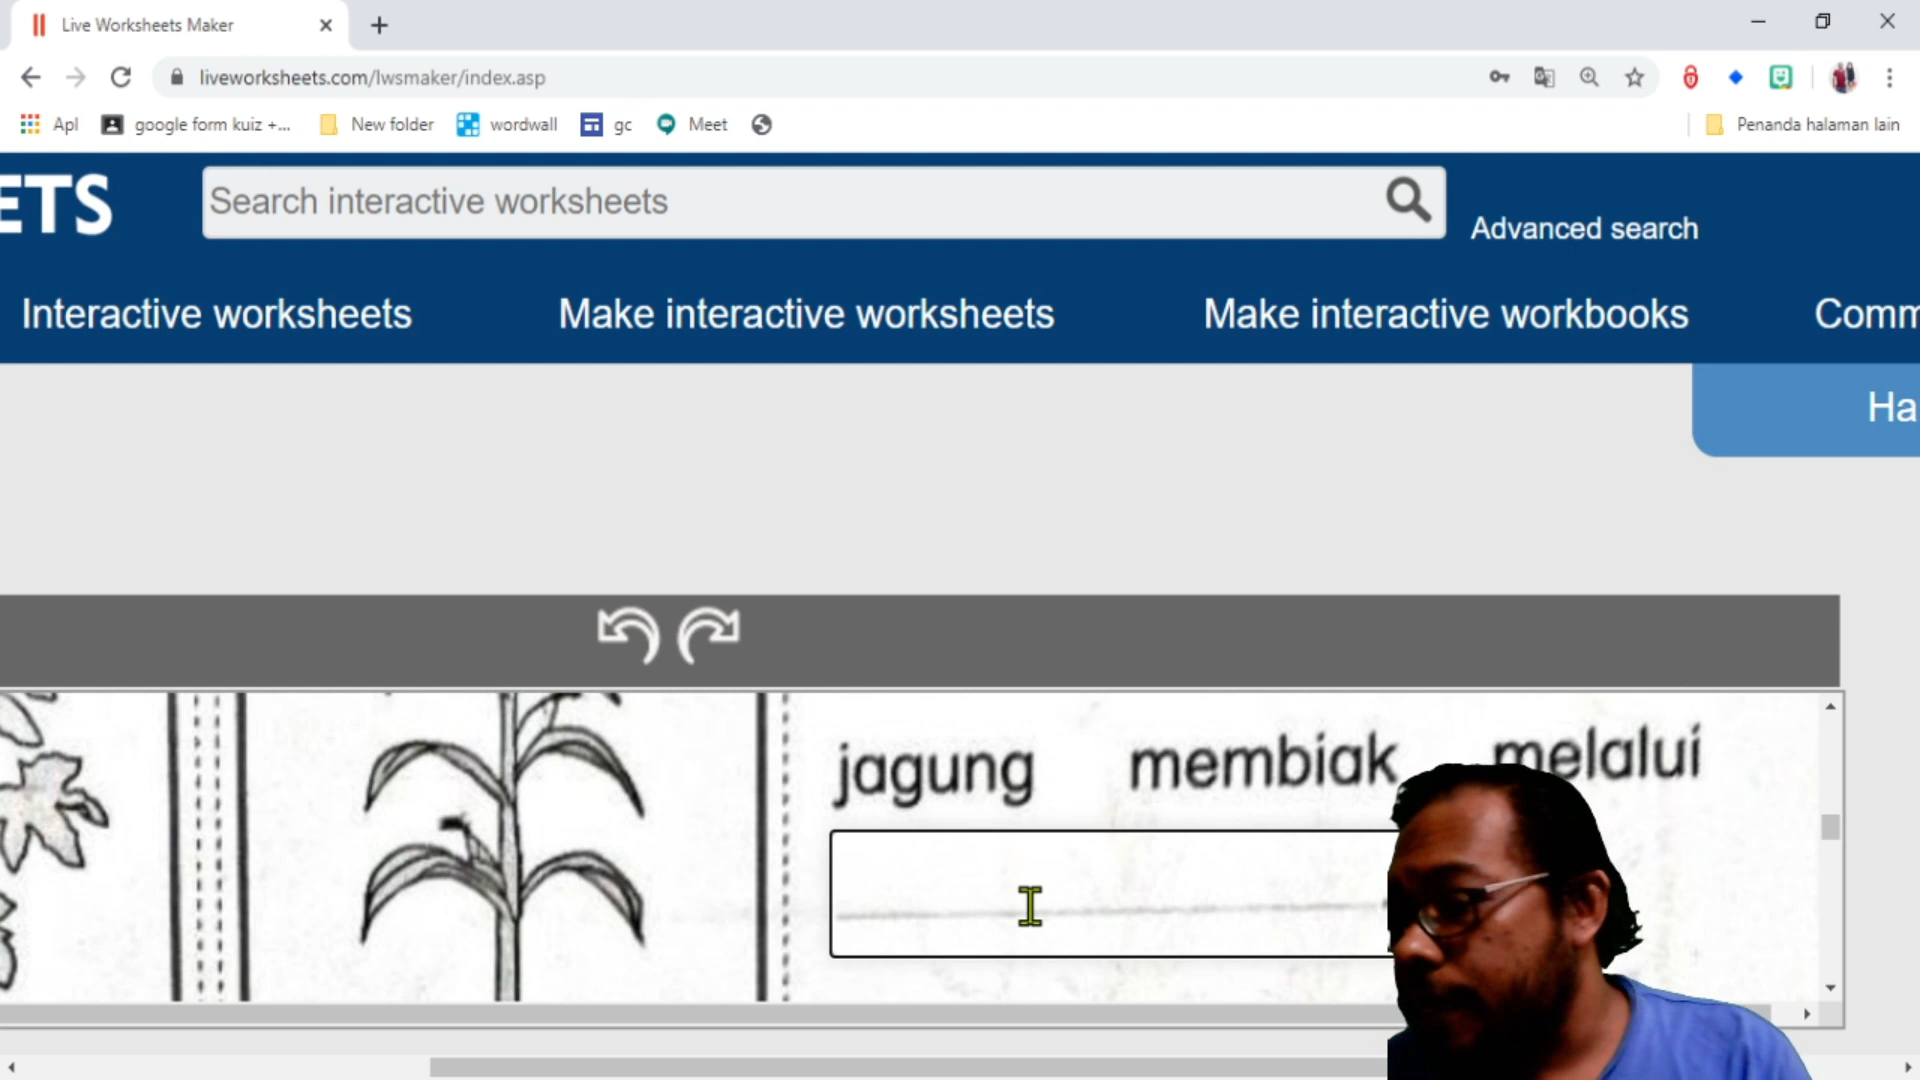 Live Worksheets Maker
liveworksheets.com/lwsmaker/index.asp
Apl
google form kuiz +...
New folder
wordwall
gc
Meet
Penanda halaman lain
ETS
Search interactive worksheets
Advanced search
Interactive worksheets
Make interactive worksheets
Make interactive workbooks
Comm
Ha
jagung membiak melalui